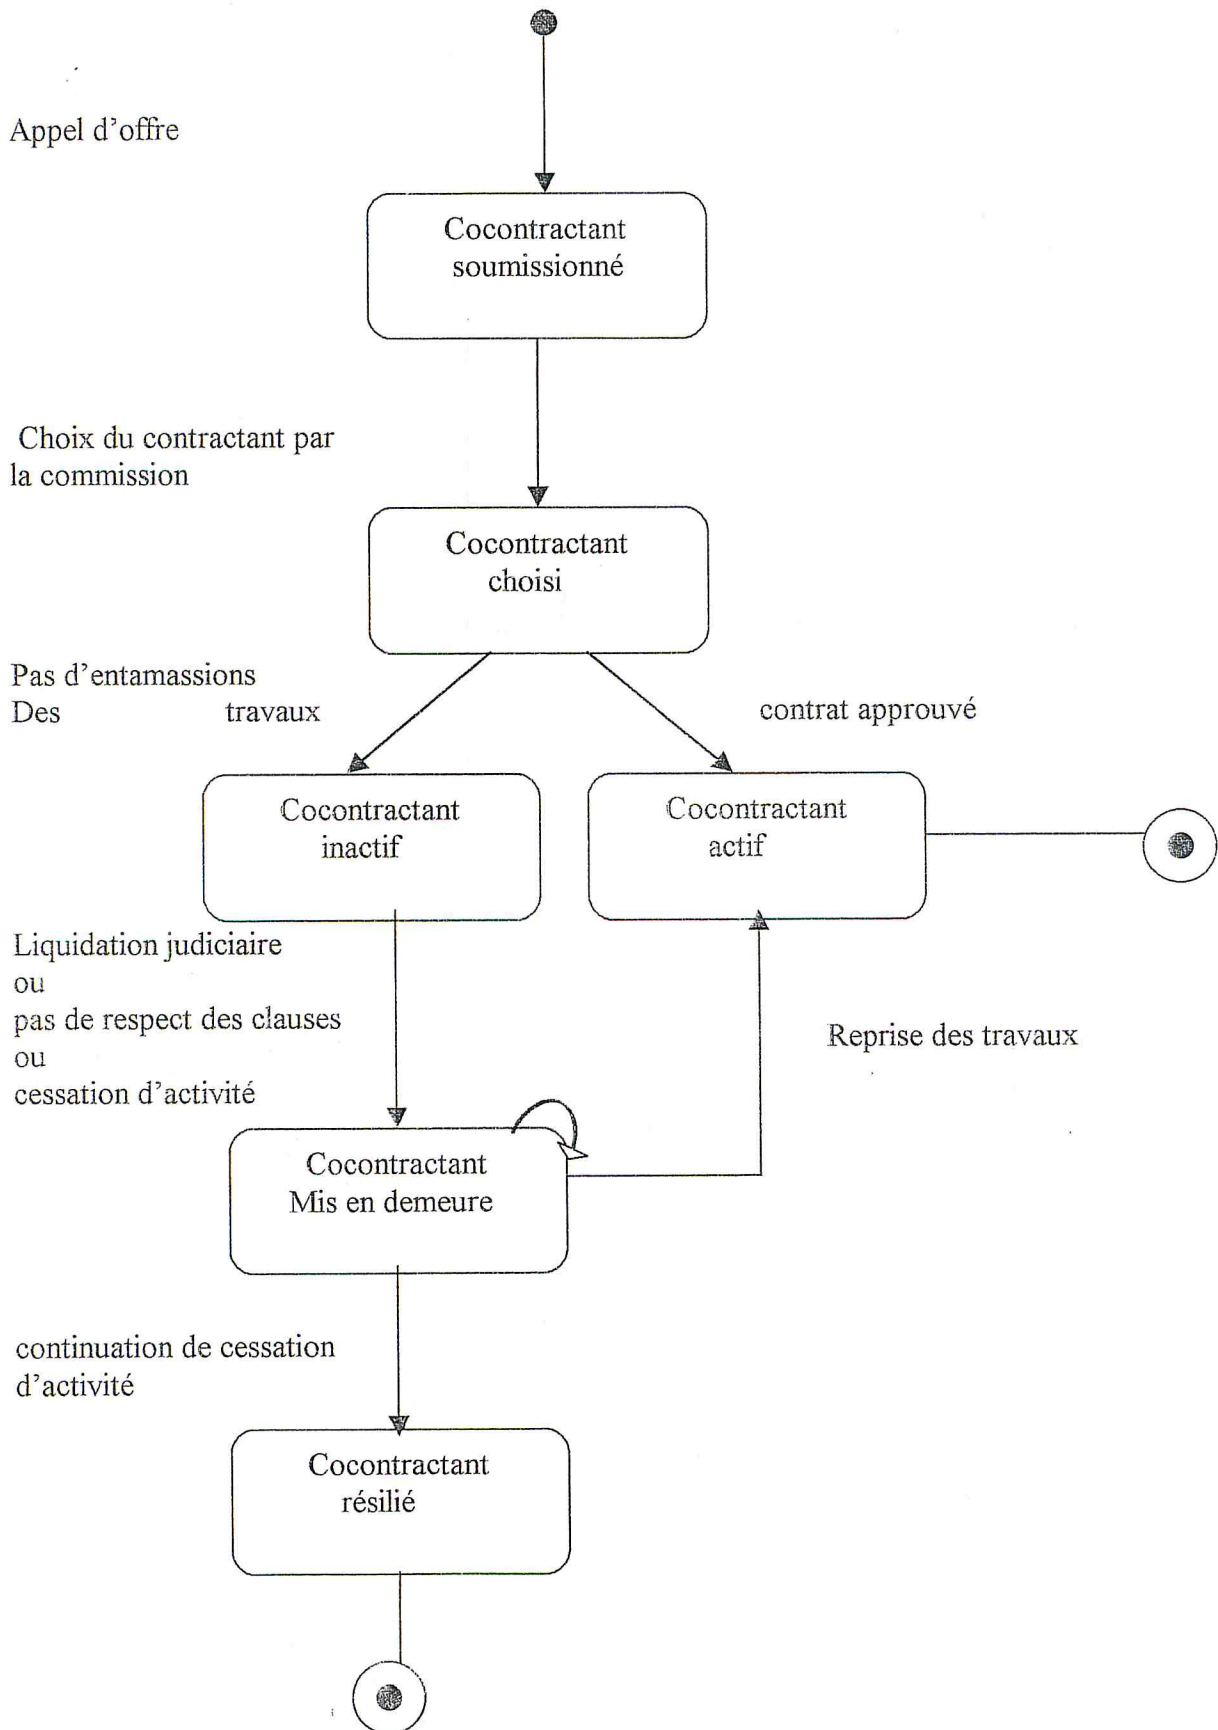 Appel d'offre
Cocontractant
soumissionné
Choix du contractant par
la commission
Cocontractant
choisi
Pas d'entamassions
Des travaux
contrat approuvé
Cocontractant
inactif
Cocontractant
actif
Liquidation judiciaire
ou
pas de respect des clauses
ou
cessation d'activité
Reprise des travaux
Cocontractant
Mis en demeure
continuation de cessation
d'activité
Cocontractant
résilié